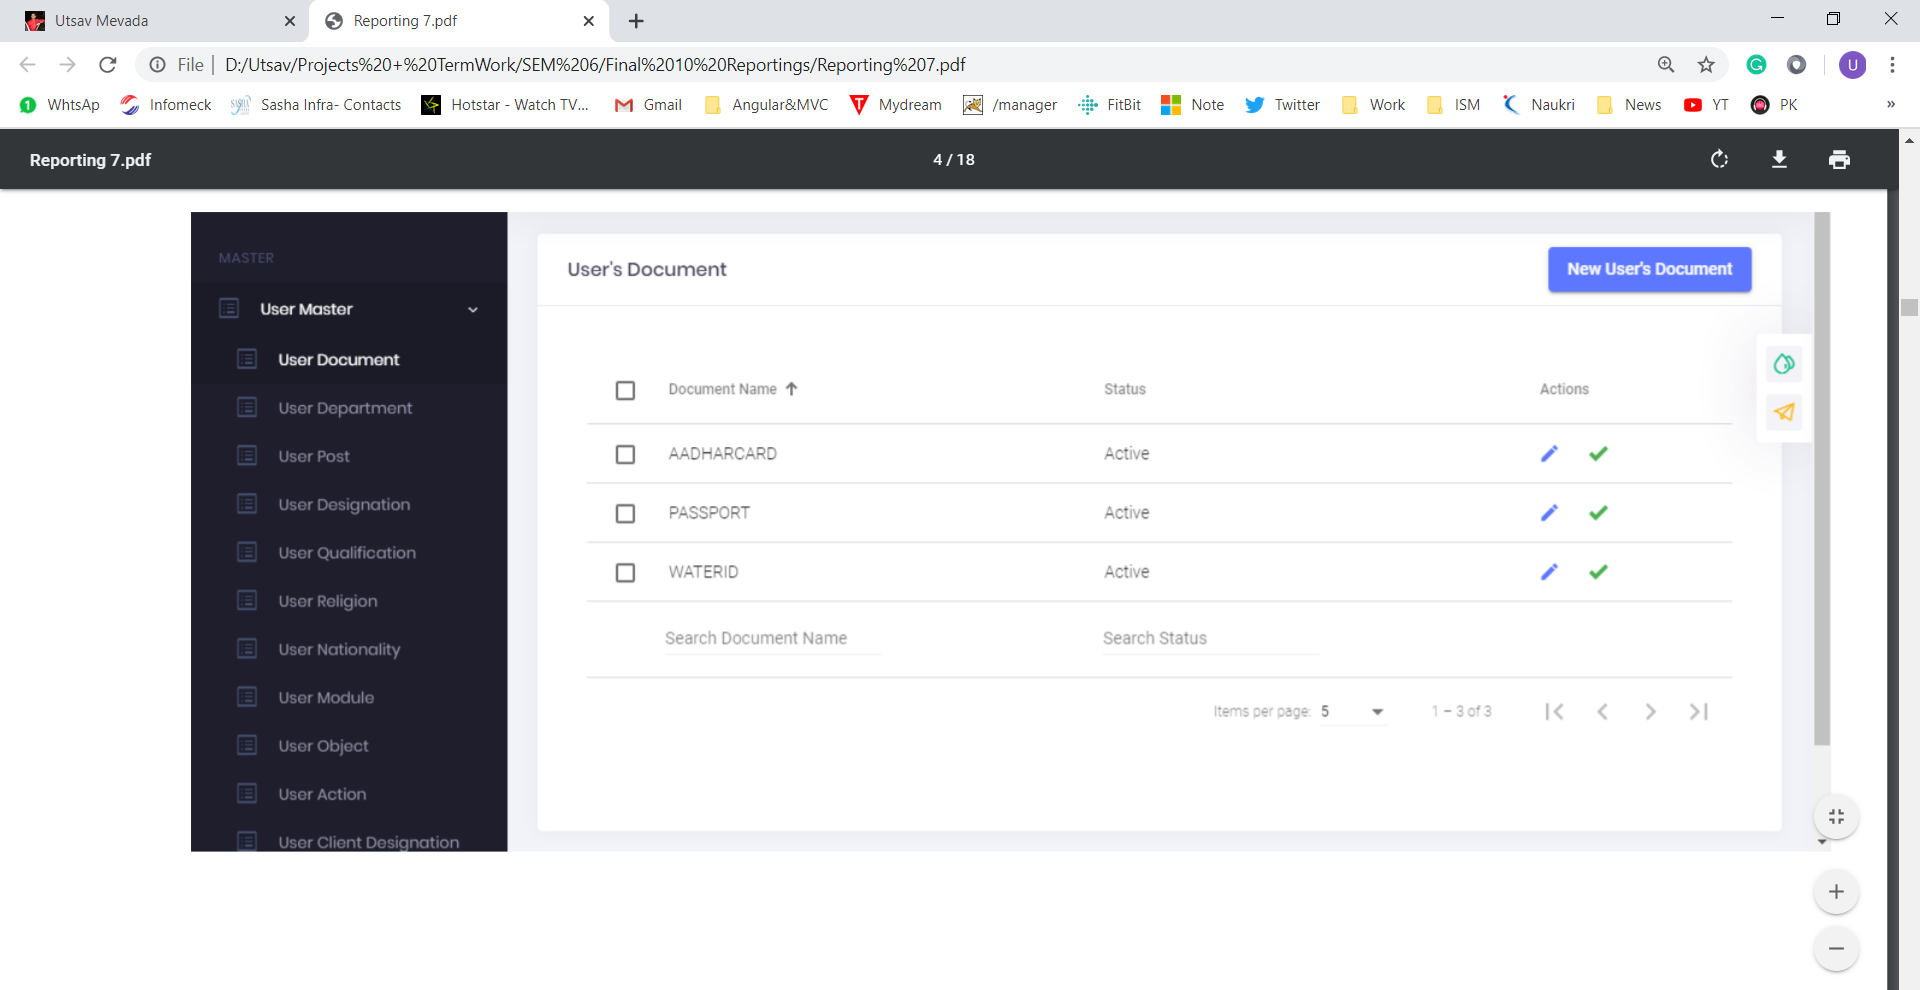 Utsav Mevada
Reporting 7.pdf
File | D:/Utsav/Projects%20+%20TermWork/SEM%206/Final%2010%20Reportings/Reporting%207.pdf
U
1 WhtsAp Infomeck SASHA Sasha Infra- Contacts Hotstar - Watch TV... Gmail Angular&MVC Mydream /manager FitBit Note Twitter Work ISM Naukri News YT PK »
Reporting 7.pdf
4 / 18
MASTER
User Master
User Document
User Department
User Post
User Designation
User Qualification
User Religion
User Nationality
User Module
User Object
User Action
User Client Designation
User's Document
New User's Document
Document Name Status Actions
AADHARCARD Active
PASSPORT Active
WATERID Active
Search Document Name Search Status
Items per page: 5 1 – 3 of 3